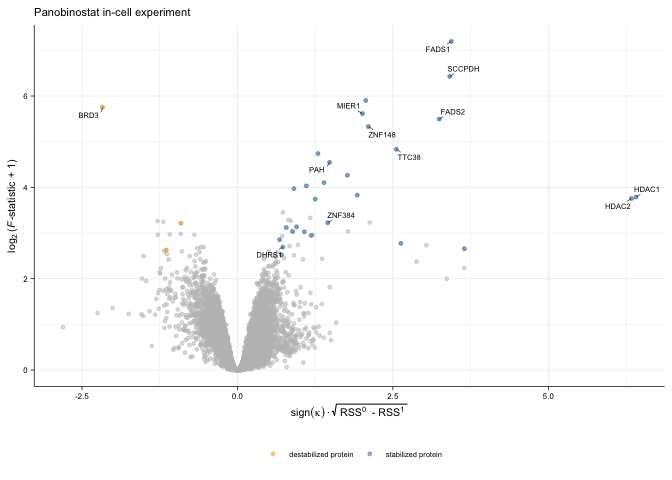 Panobinostat in-cell experiment
FADS1
SCCPDH
BRD3
MIER1
FADS2
ZNF148
TTC38
PAH
HDAC1
HDAC2
ZNF384
DHRS1
6
4
2
0
log₂ (F-statistic + 1)
-2.5 0.0 2.5 5.0
sign(κ) · √RSS⁰ - RSS¹
destabilized protein stabilized protein